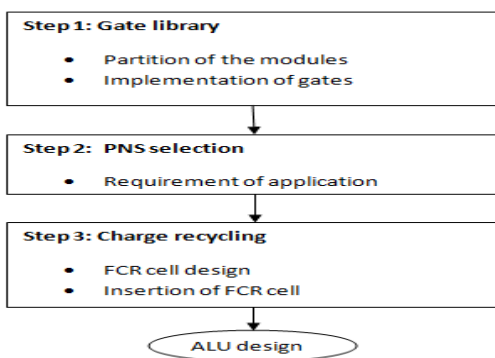 Step 1: Gate library
• Partition of the modules
• Implementation of gates
Step 2: PNS selection
• Requirement of application
Step 3: Charge recycling
• FCR cell design
• Insertion of FCR cell
ALU design